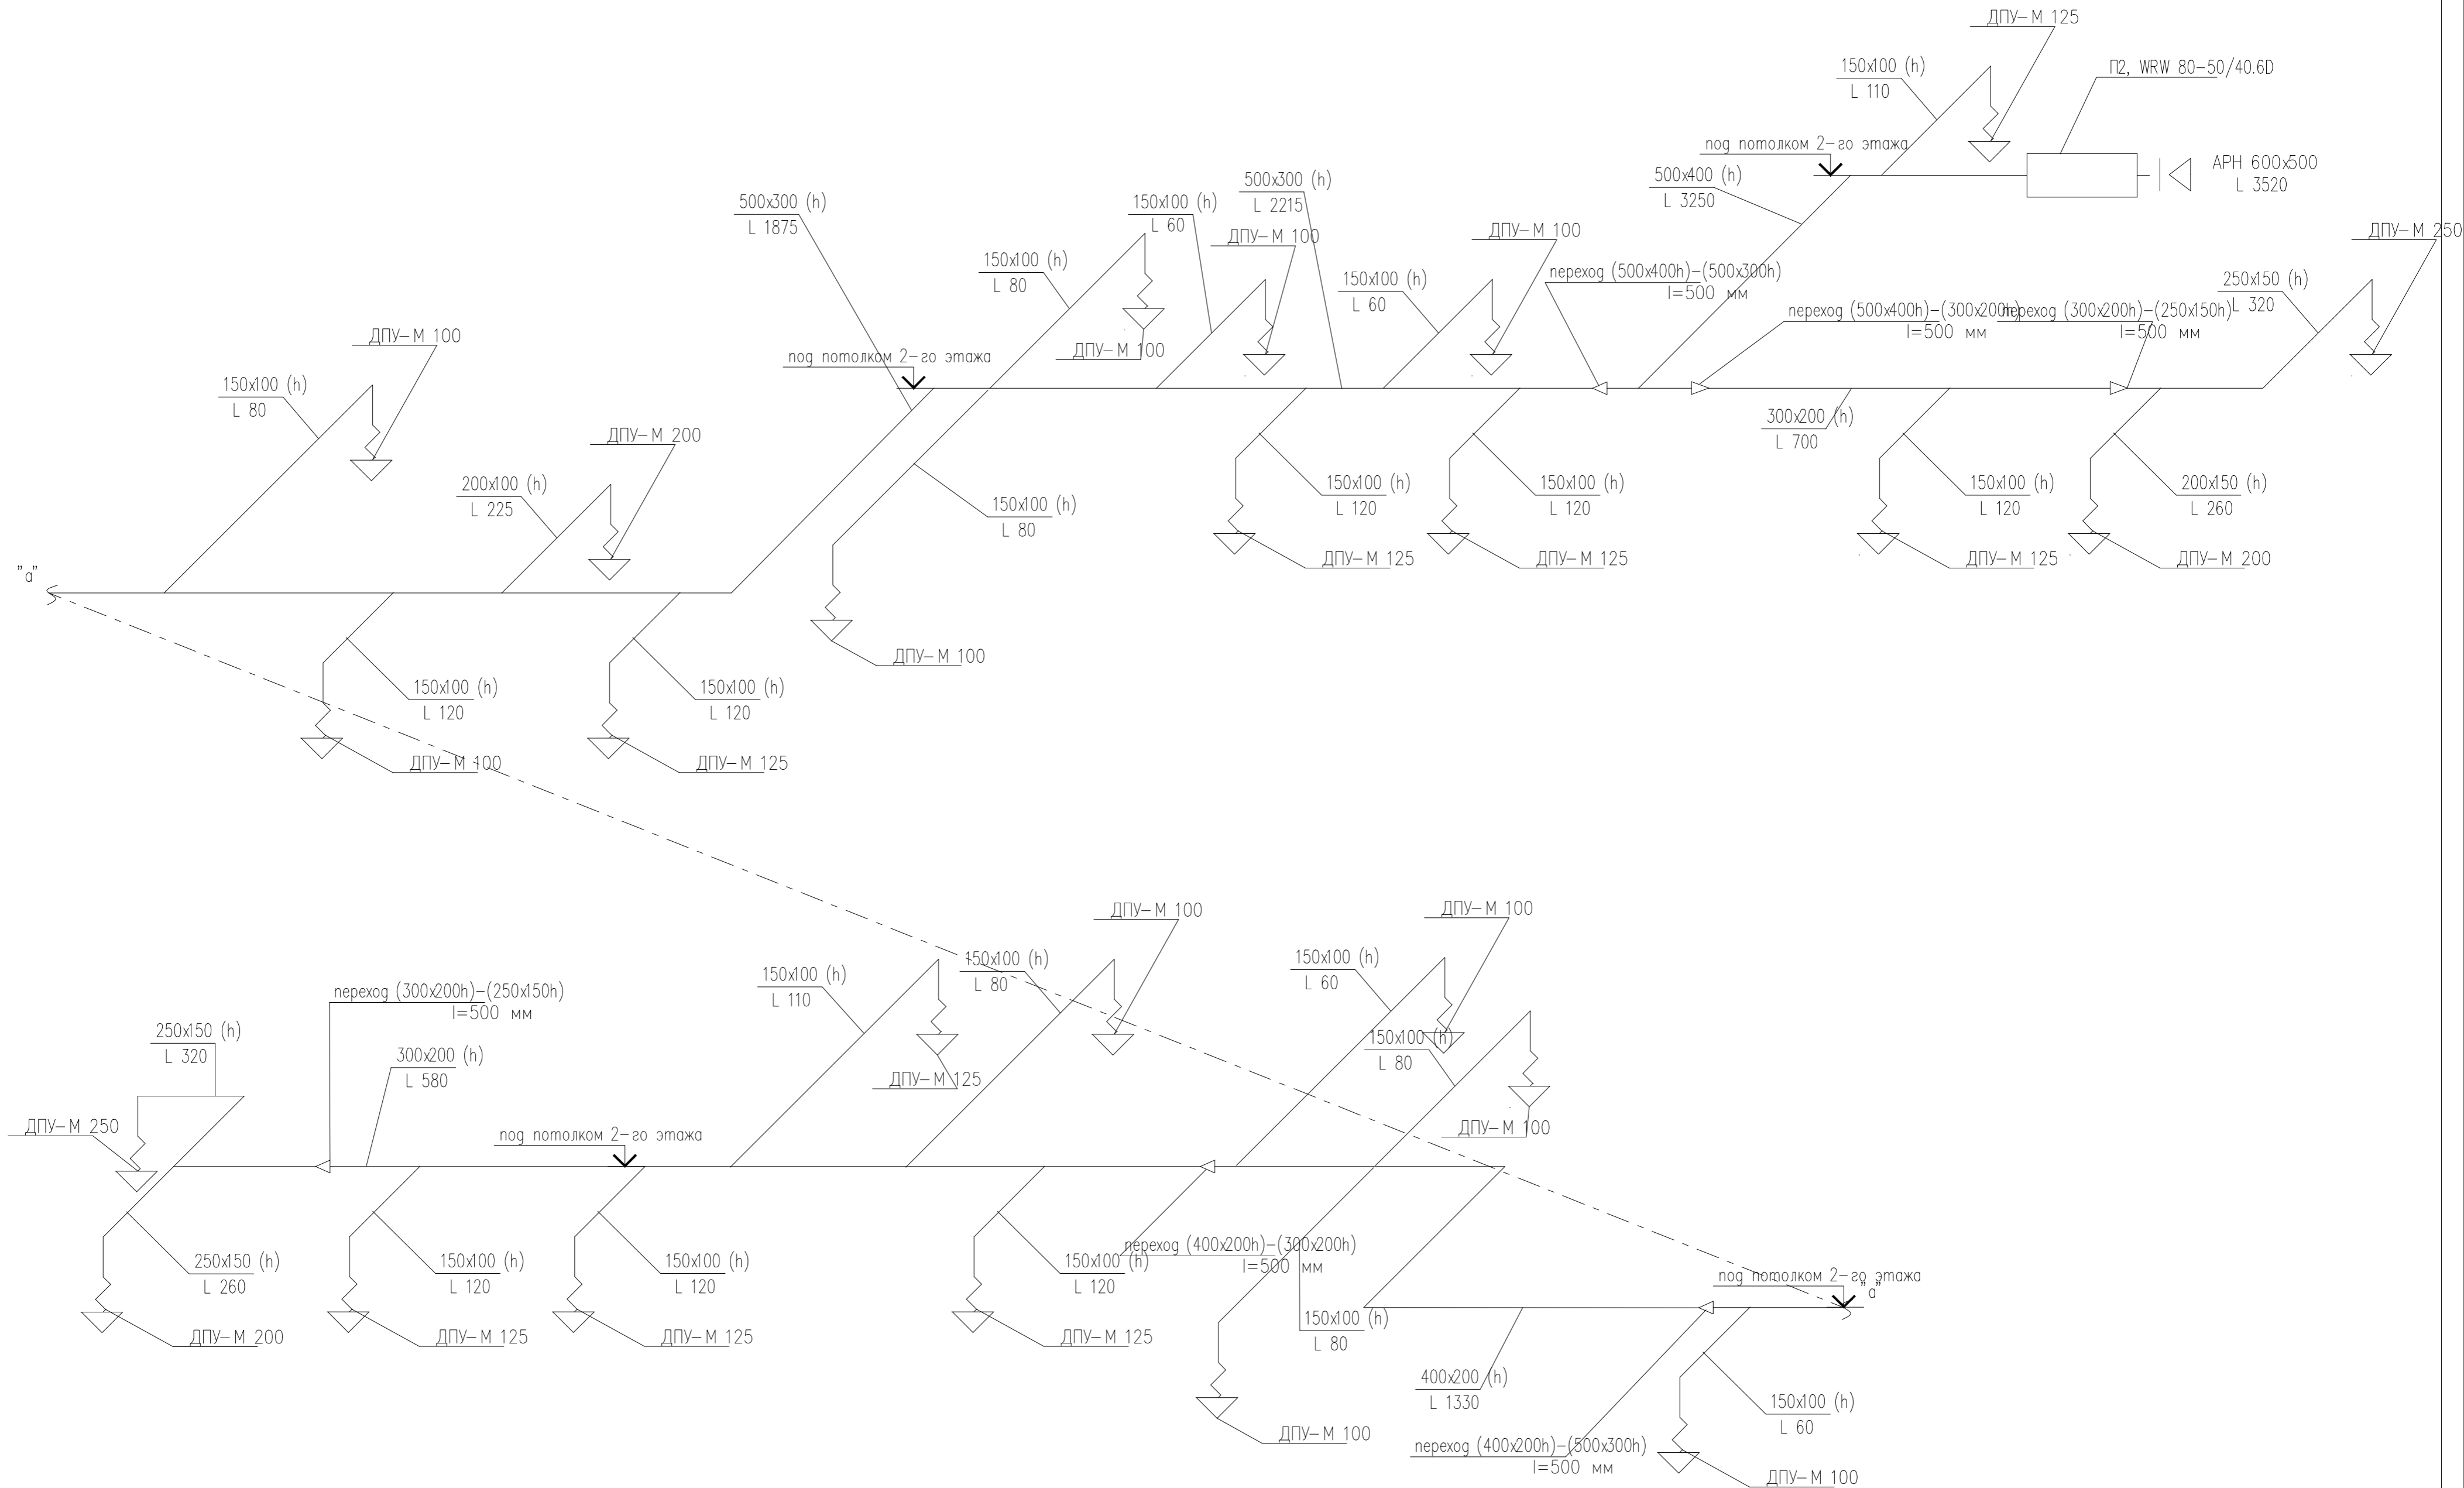 ДПУ-М 125
150x100 (h)
L 110
П2, WRW 80-50/40.6D
под потолком 2-го этажа
АРН 600x500
L 3520
500x400 (h)
L 3250
500x300 (h)
L 2215
500x300 (h)
L 1875
150x100 (h)
L 60
ДПУ-М 100
ДПУ-М 100
ДПУ-М 250
150x100 (h)
L 80
150x100 (h)
L 60
переход (500x400h)-(500x300h)
l=500 мм
250x150 (h)
L 320
переход (500x400h)-(300x200h)
l=500 мм
переход (300x200h)-(250x150h)
l=500 мм
ДПУ-М 100
ДПУ-М 100
под потолком 2-го этажа
150x100 (h)
L 80
300x200 (h)
L 700
ДПУ-М 200
200x100 (h)
L 225
150x100 (h)
L 80
150x100 (h)
L 120
150x100 (h)
L 120
150x100 (h)
L 120
200x150 (h)
L 260
ДПУ-М 125
ДПУ-М 125
ДПУ-М 125
ДПУ-М 200
"а"
ДПУ-М 100
150x100 (h)
L 120
150x100 (h)
L 120
ДПУ-М 100
ДПУ-М 125
ДПУ-М 100
ДПУ-М 100
150x100 (h)
L 110
150x100 (h)
L 80
150x100 (h)
L 60
переход (300x200h)-(250x150h)
l=500 мм
250x150 (h)
L 320
300x200 (h)
L 580
150x100 (h)
L 80
ДПУ-М 125
ДПУ-М 250
под потолком 2-го этажа
ДПУ-М 100
250x150 (h)
L 260
150x100 (h)
L 120
150x100 (h)
L 120
150x100 (h)
L 120
переход (400x200h)-(300x200h)
l=500 мм
под потолком 2-го этажа
"а"
ДПУ-М 200
ДПУ-М 125
ДПУ-М 125
ДПУ-М 125
150x100 (h)
L 80
400x200 (h)
L 1330
150x100 (h)
L 60
ДПУ-М 100
переход (400x200h)-(500x300h)
l=500 мм
ДПУ-М 100